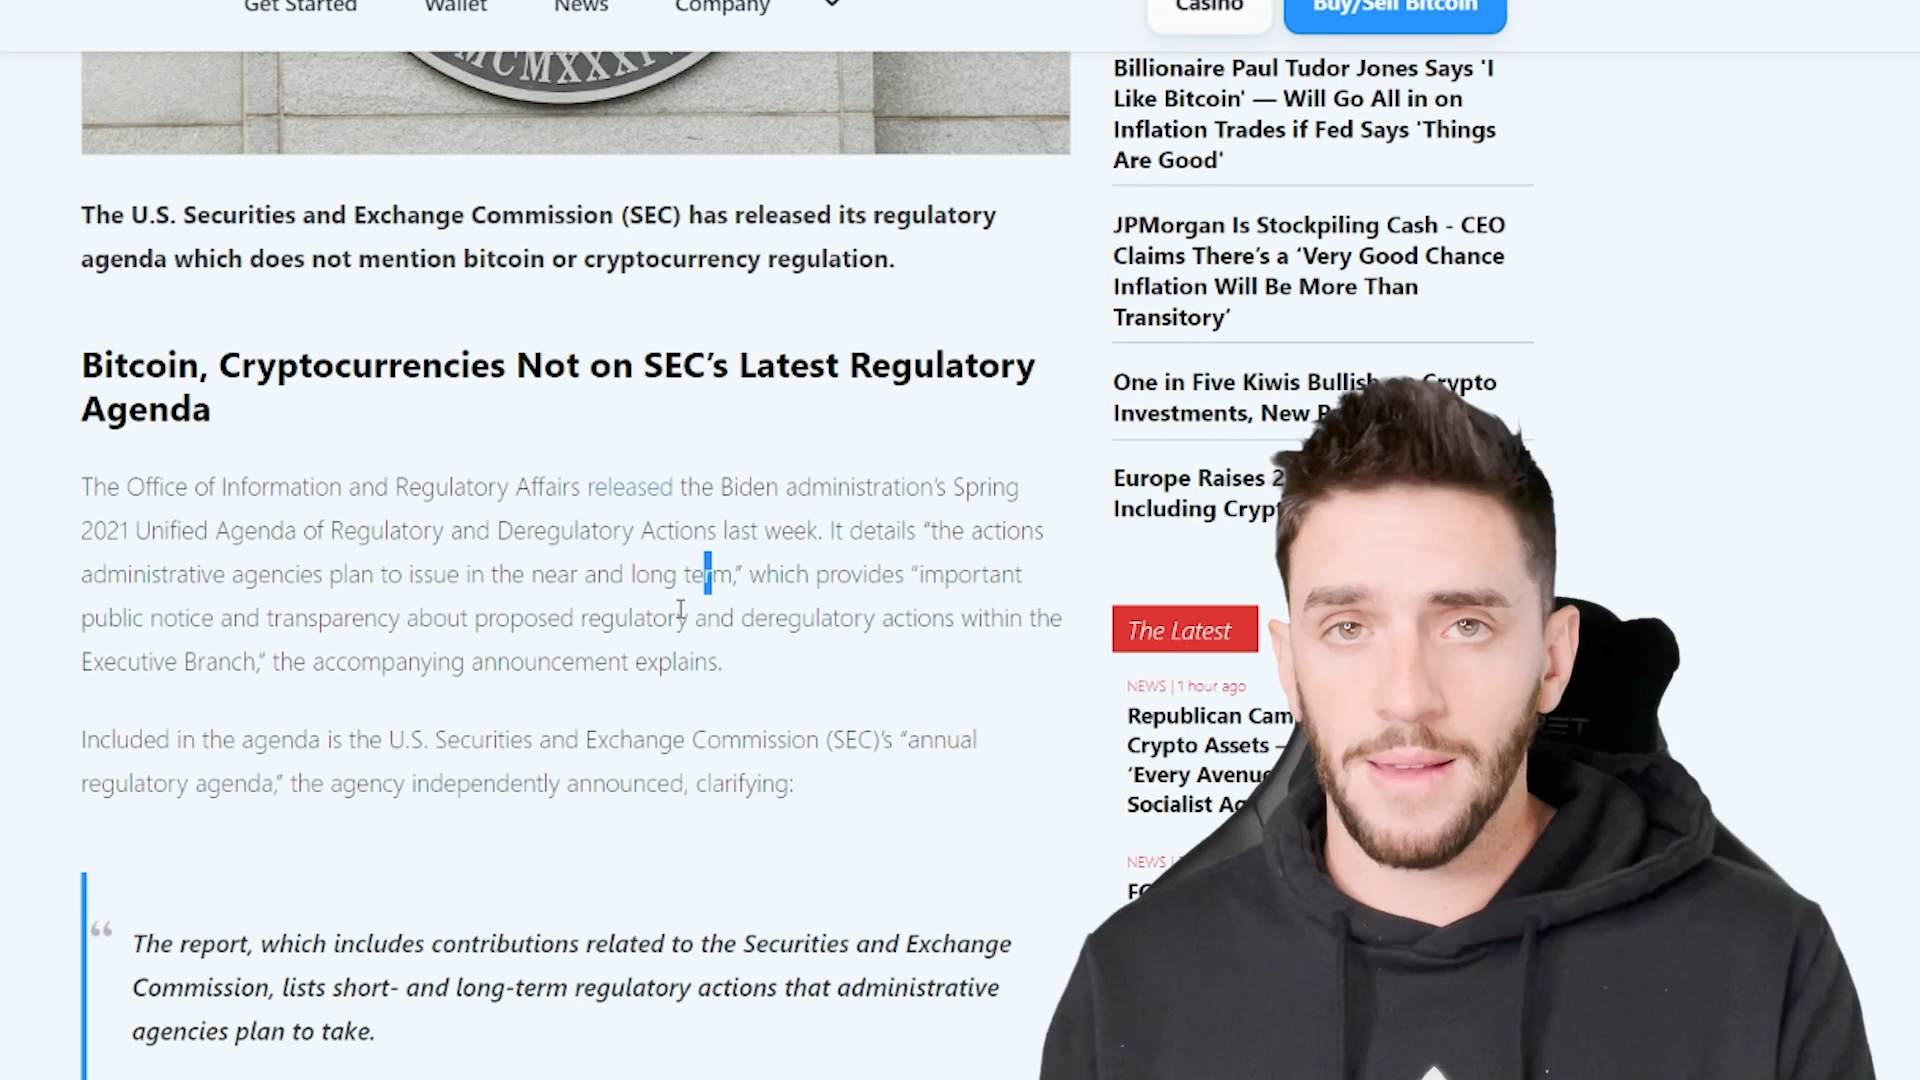 Get Started
Wallet
News
Company
Casino
Buy/Sell Bitcoin
The U.S. Securities and Exchange Commission (SEC) has released its regulatory
agenda which does not mention bitcoin or cryptocurrency regulation.
Bitcoin, Cryptocurrencies Not on SEC’s Latest Regulatory
Agenda
The Office of Information and Regulatory Affairs released the Biden administration’s Spring
2021 Unified Agenda of Regulatory and Deregulatory Actions last week. It details “the actions
administrative agencies plan to issue in the near and long term,” which provides “important
public notice and transparency about proposed regulatory and deregulatory actions within the
Executive Branch,” the accompanying announcement explains.
Included in the agenda is the U.S. Securities and Exchange Commission (SEC)’s “annual
regulatory agenda,” the agency independently announced, clarifying:
“
The report, which includes contributions related to the Securities and Exchange
Commission, lists short- and long-term regulatory actions that administrative
agencies plan to take.
Billionaire Paul Tudor Jones Says 'I
Like Bitcoin' — Will Go All in on
Inflation Trades if Fed Says 'Things
Are Good'
JPMorgan Is Stockpiling Cash - CEO
Claims There’s a ‘Very Good Chance
Inflation Will Be More Than
Transitory’
One in Five Kiwis Bullish Crypto
Investments, New
Europe Raises 2
Including Cryp
The Latest
NEWS | 1 hour ago
Republican Cam
Crypto Assets –
‘Every Avenue
Socialist Ag
NEWS |